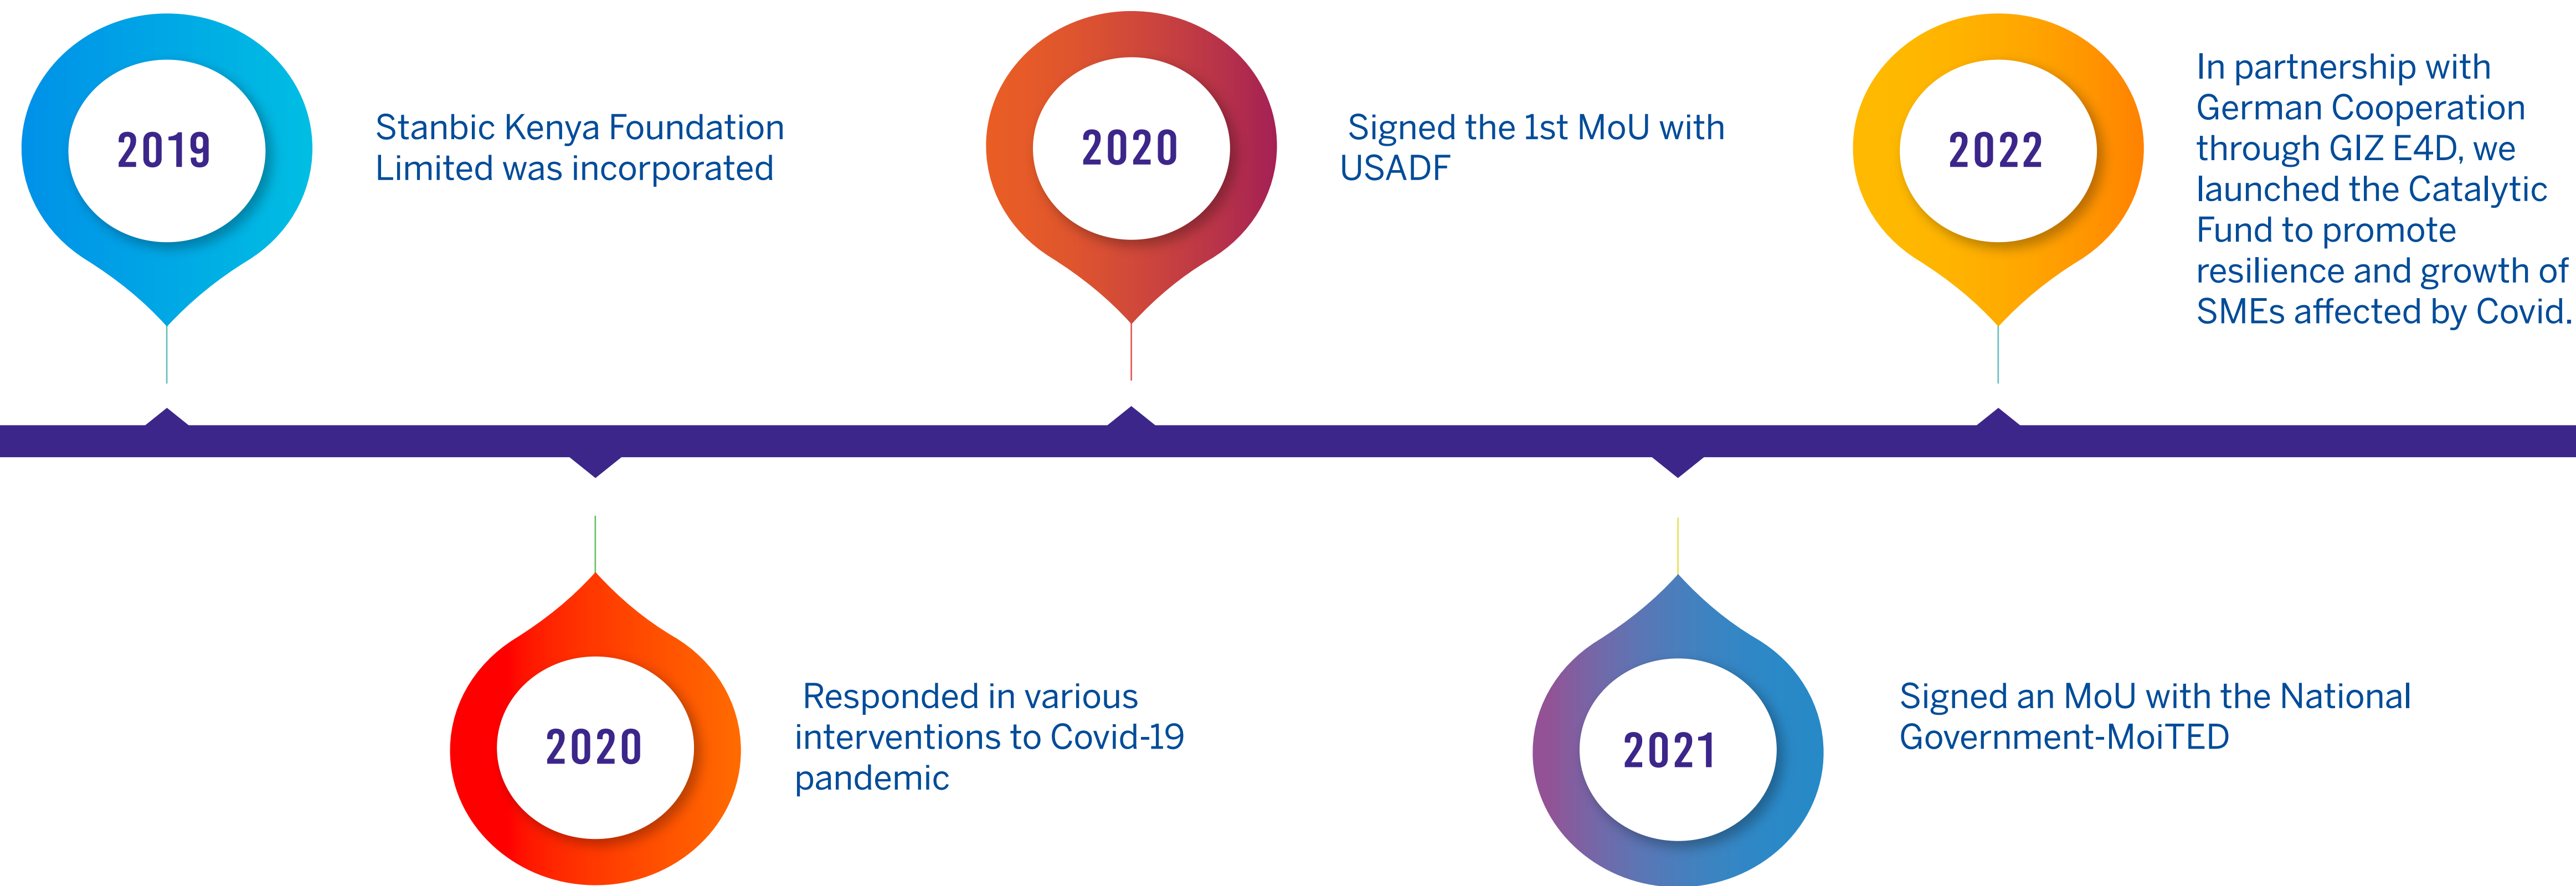 2019
Stanbic Kenya Foundation
Limited was incorporated
2020
Responded in various
interventions to Covid-19
pandemic
2020
Signed the 1st MoU with
USADF
2021
Signed an MoU with the National
Government-MoiTED
2022
In partnership with
German Cooperation
through GIZ E4D, we
launched the Catalytic
Fund to promote
resilience and growth of
SMEs affected by Covid.